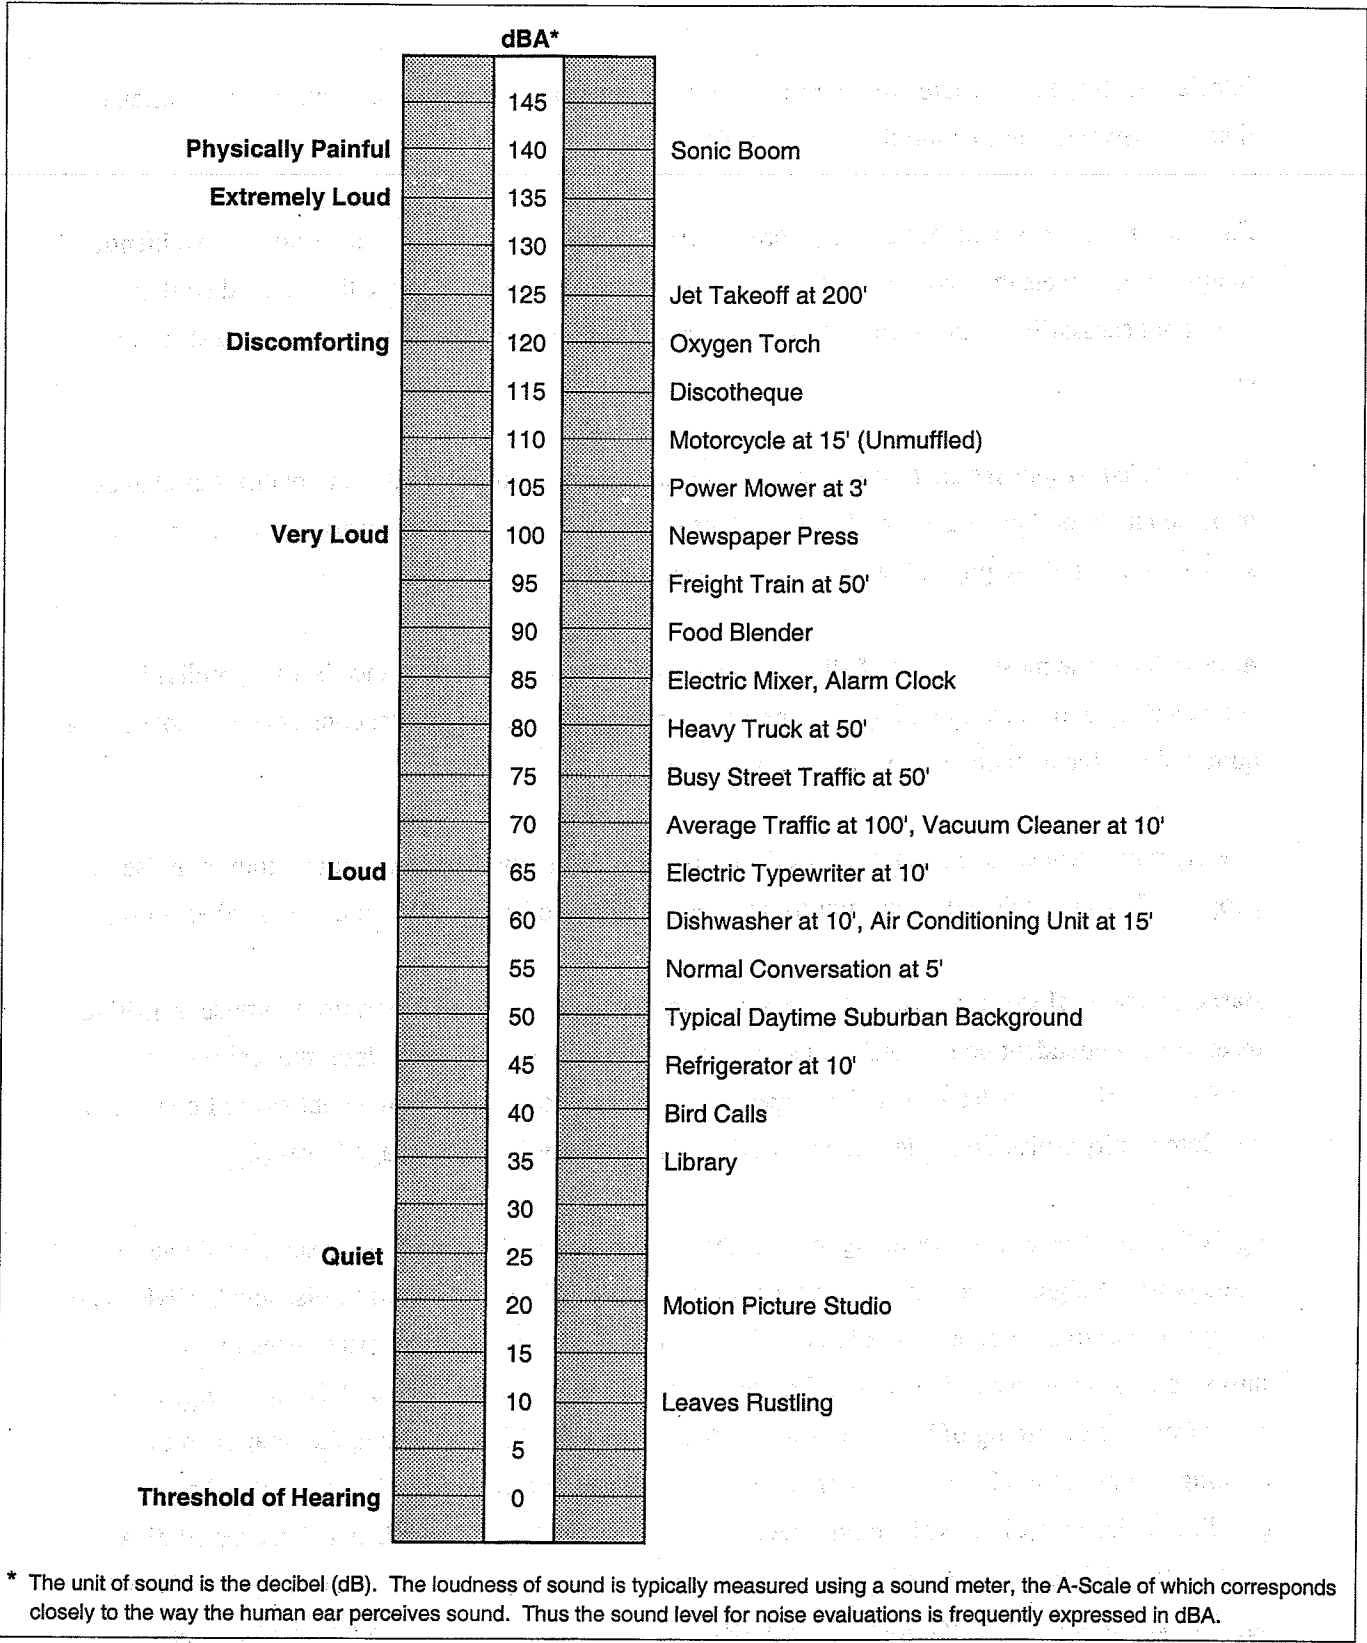 dBA*
145
Physically Painful 140 Sonic Boom
Extremely Loud 135
130
125 Jet Takeoff at 200'
Discomforting 120 Oxygen Torch
115 Discotheque
110 Motorcycle at 15' (Unmuffled)
105 Power Mower at 3'
Very Loud 100 Newspaper Press
95 Freight Train at 50'
90 Food Blender
85 Electric Mixer, Alarm Clock
80 Heavy Truck at 50'
75 Busy Street Traffic at 50'
70 Average Traffic at 100', Vacuum Cleaner at 10'
Loud 65 Electric Typewriter at 10'
60 Dishwasher at 10', Air Conditioning Unit at 15'
55 Normal Conversation at 5'
50 Typical Daytime Suburban Background
45 Refrigerator at 10'
40 Bird Calls
35 Library
30
Quiet 25
20 Motion Picture Studio
15
10 Leaves Rustling
5
Threshold of Hearing 0
* The unit of sound is the decibel (dB). The loudness of sound is typically measured using a sound meter, the A-Scale of which corresponds
closely to the way the human ear perceives sound. Thus the sound level for noise evaluations is frequently expressed in dBA.